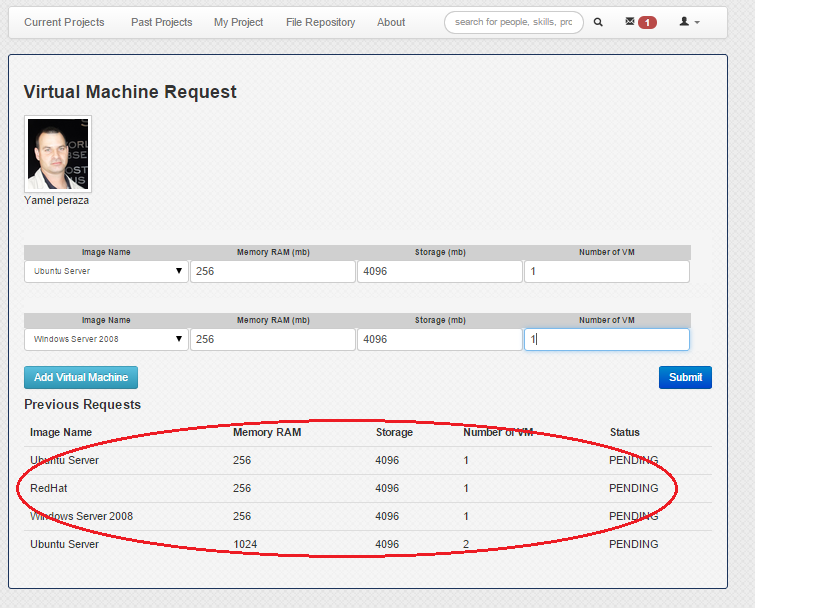 Current Projects Past Projects My Project File Repository About search for people, skills, prc 1
Virtual Machine Request
Yamel peraza
Image Name Memory RAM (mb) Storage (mb) Number of VM
Ubuntu Server 256 4096 1
Image Name Memory RAM (mb) Storage (mb) Number of VM
Windows Server 2008 256 4096 1
Add Virtual Machine Submit
Previous Requests
Image Name Memory RAM Storage Number of VM Status
Ubuntu Server 256 4096 1 PENDING
RedHat 256 4096 1 PENDING
Windows Server 2008 256 4096 1 PENDING
Ubuntu Server 1024 4096 2 PENDING